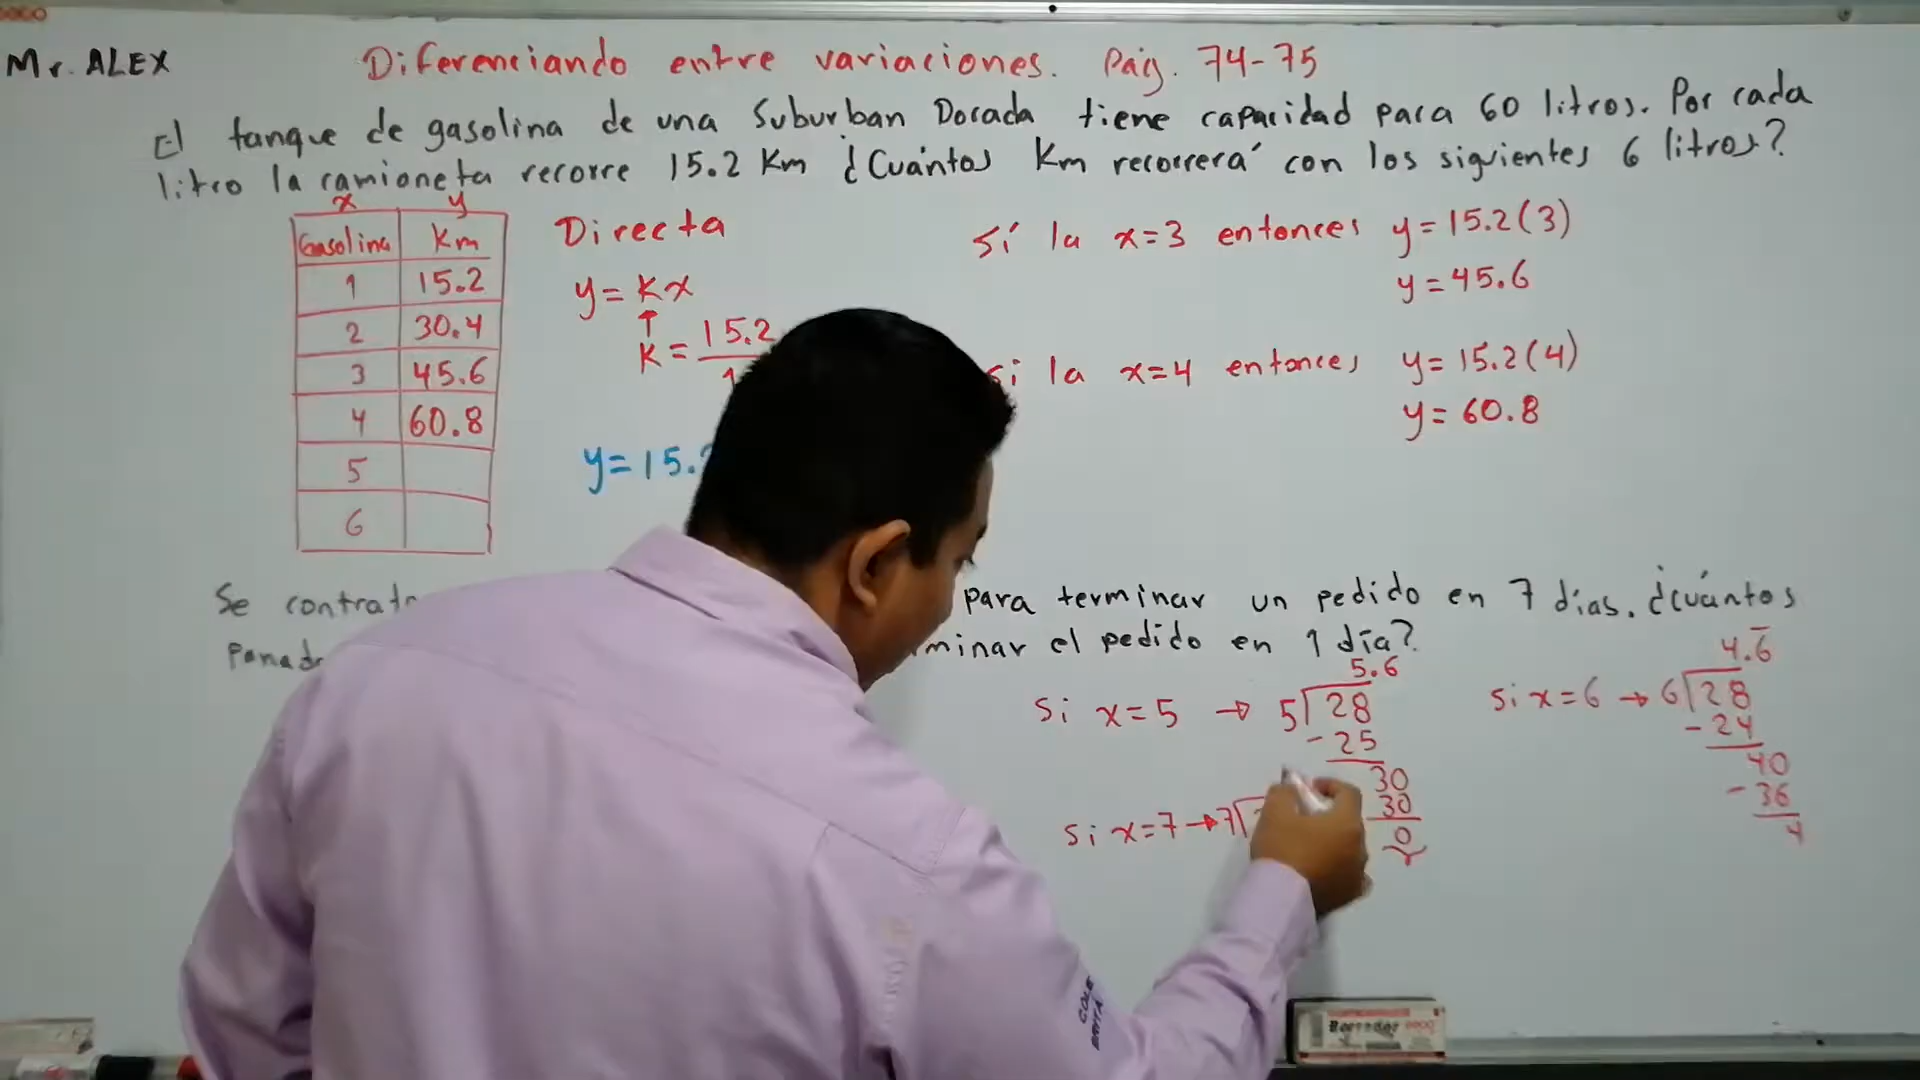 Mr. ALEX
Diferenciando entre variaciones. Pág. 74-75
El tanque de gasolina de una Suburban Dorada tiene capacidad para 60 litros. Por cada
litro la camioneta recorre 15.2 Km ¿Cuántos Km recorrerá con los siguientes 6 litros?
x y
Gasolina Km
1 15.2
2 30.4
3 45.6
4 60.8
5
6
Directa
y = Kx
K = 15.2
y = 15.
Sí la x=3 entonces y=15.2(3)
y=45.6
si la x=4 entonces y=15.2(4)
y=60.8
Se para terminar un pedido en 7 días. ¿cuántos
minar el pedido en 1 día?
si x=5 → 5 28
5.6
-25
30
30
0
si x=6 → 6 28
4.6̅
-24
40
-36
4
si x=7 → 7
Borrador